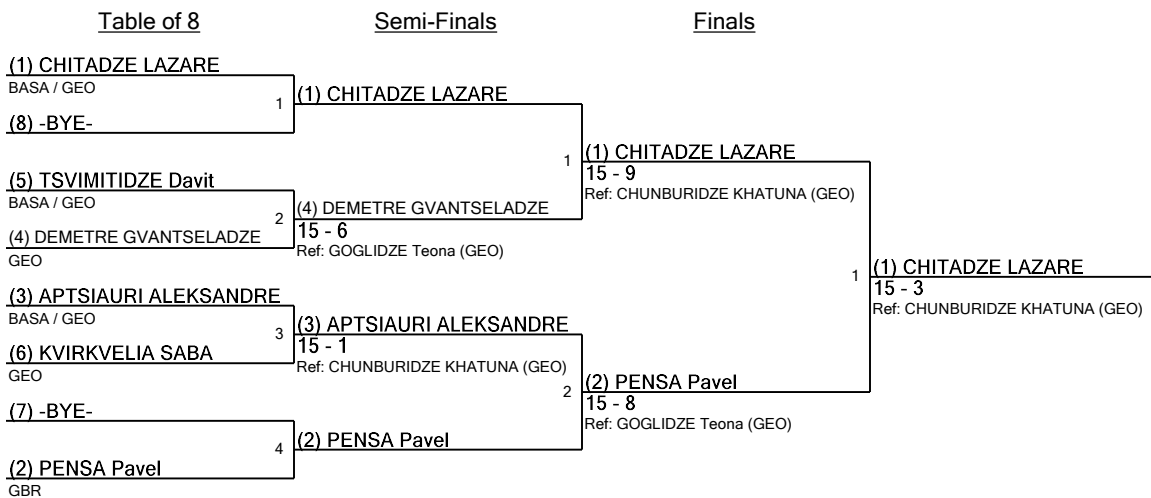 Table of 8
Semi-Finals
Finals
(1) CHITADZE LAZARE
BASA / GEO
1
(8) -BYE-
(5) TSVIMITIDZE Davit
BASA / GEO
2
(4) DEMETRE GVANTSELADZE
GEO
(3) APTSIAURI ALEKSANDRE
BASA / GEO
3
(6) KVIRKVELIA SABA
GEO
(7) -BYE-
4
(2) PENSA Pavel
GBR
(1) CHITADZE LAZARE
1
(4) DEMETRE GVANTSELADZE
15 - 6
Ref: GOGLIDZE Teona (GEO)
(3) APTSIAURI ALEKSANDRE
15 - 1
Ref: CHUNBURIDZE KHATUNA (GEO)
2
(2) PENSA Pavel
(1) CHITADZE LAZARE
15 - 9
Ref: CHUNBURIDZE KHATUNA (GEO)
1
(2) PENSA Pavel
15 - 8
Ref: GOGLIDZE Teona (GEO)
(1) CHITADZE LAZARE
15 - 3
Ref: CHUNBURIDZE KHATUNA (GEO)